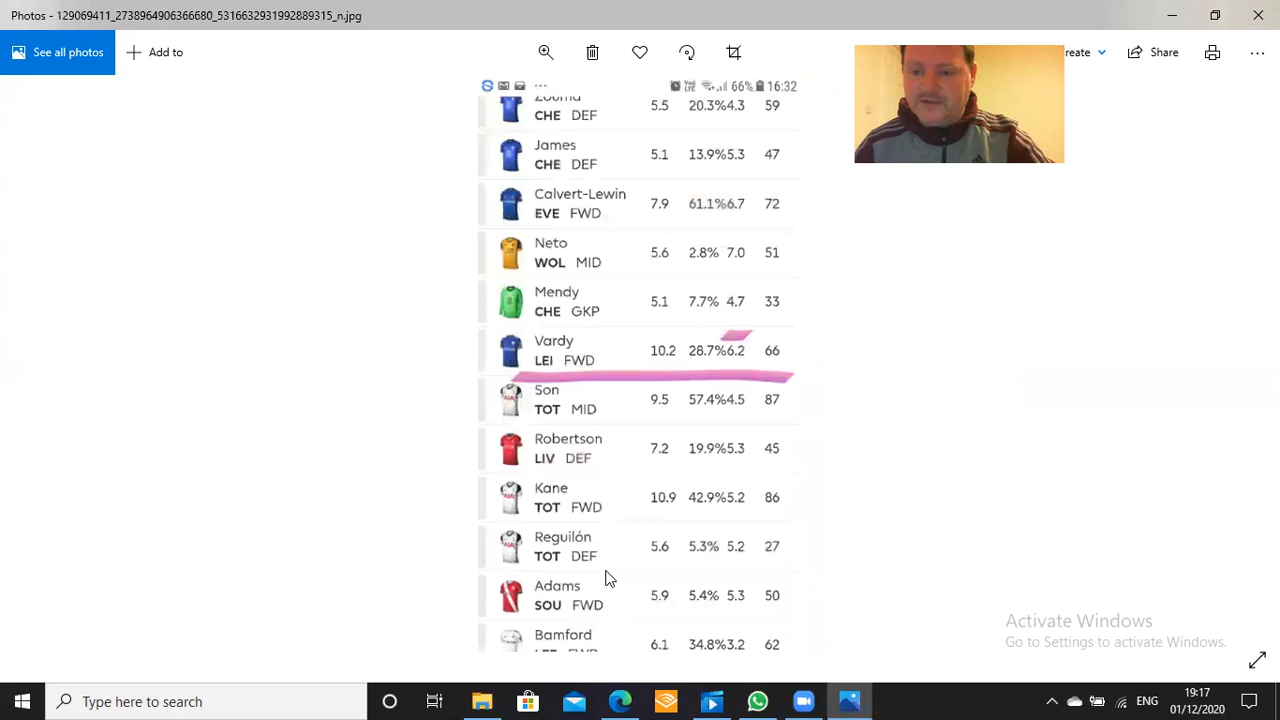 Photos - 129069411_2738964906366680_5316632931992889315_n.jpg
See all photos
Add to
reate
Share
66% 16:32
Zouma 5.5 20.3% 4.3 59
CHE DEF
James 5.1 13.9% 5.3 47
CHE DEF
Calvert-Lewin 7.9 61.1% 6.7 72
EVE FWD
Neto 5.6 2.8% 7.0 51
WOL MID
Mendy 5.1 7.7% 4.7 33
CHE GKP
Vardy 10.2 28.7% 6.2 66
LEI FWD
Son 9.5 57.4% 4.5 87
TOT MID
Robertson 7.2 19.9% 5.3 45
LIV DEF
Kane 10.9 42.9% 5.2 86
TOT FWD
Reguilón 5.6 5.3% 5.2 27
TOT DEF
Adams 5.9 5.4% 5.3 50
SOU FWD
Bamford 6.1 34.8% 3.2 62
Activate Windows
Go to Settings to activate Windows.
Type here to search
ENG
19:17
01/12/2020